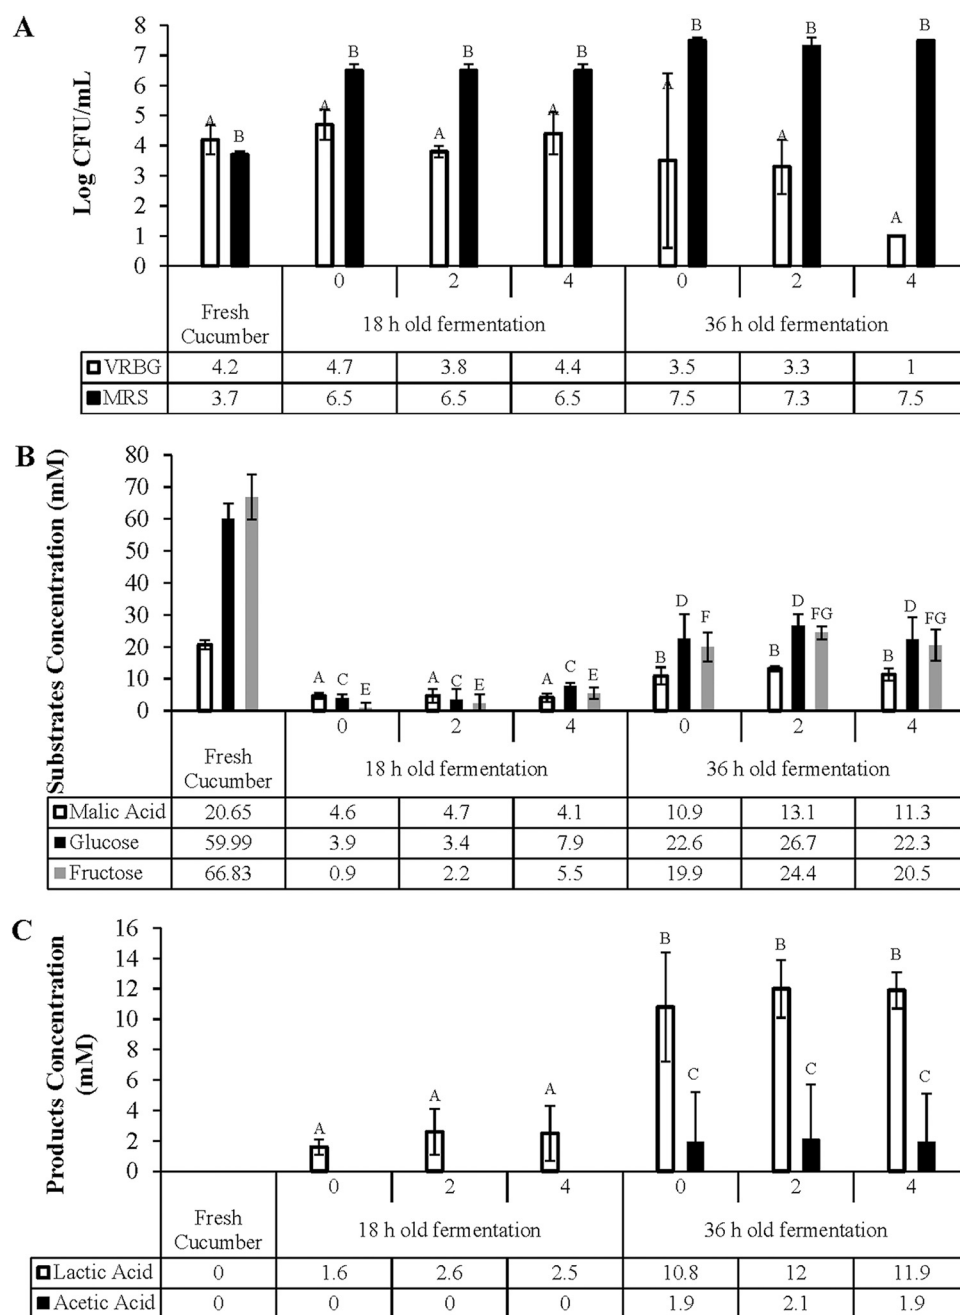 A
Log CFU/mL
8
7
6
5
4
3
2
1
0
A B A B A B A B A B A B A B
0 2 4 0 2 4
Fresh Cucumber 18 h old fermentation 36 h old fermentation
VRBG 4.2 4.7 3.8 4.4 3.5 3.3 1
MRS 3.7 6.5 6.5 6.5 7.5 7.3 7.5
B
Substrates Concentration (mM)
80
70
60
50
40
30
20
10
0
A C E A C E A C E B D F B D FG B D FG
0 2 4 0 2 4
Fresh Cucumber 18 h old fermentation 36 h old fermentation
Malic Acid 20.65 4.6 4.7 4.1 10.9 13.1 11.3
Glucose 59.99 3.9 3.4 7.9 22.6 26.7 22.3
Fructose 66.83 0.9 2.2 5.5 19.9 24.4 20.5
C
Products Concentration (mM)
16
14
12
10
8
6
4
2
0
A A A B C B C B C
0 2 4 0 2 4
Fresh Cucumber 18 h old fermentation 36 h old fermentation
Lactic Acid 0 1.6 2.6 2.5 10.8 12 11.9
Acetic Acid 0 0 0 0 1.9 2.1 1.9